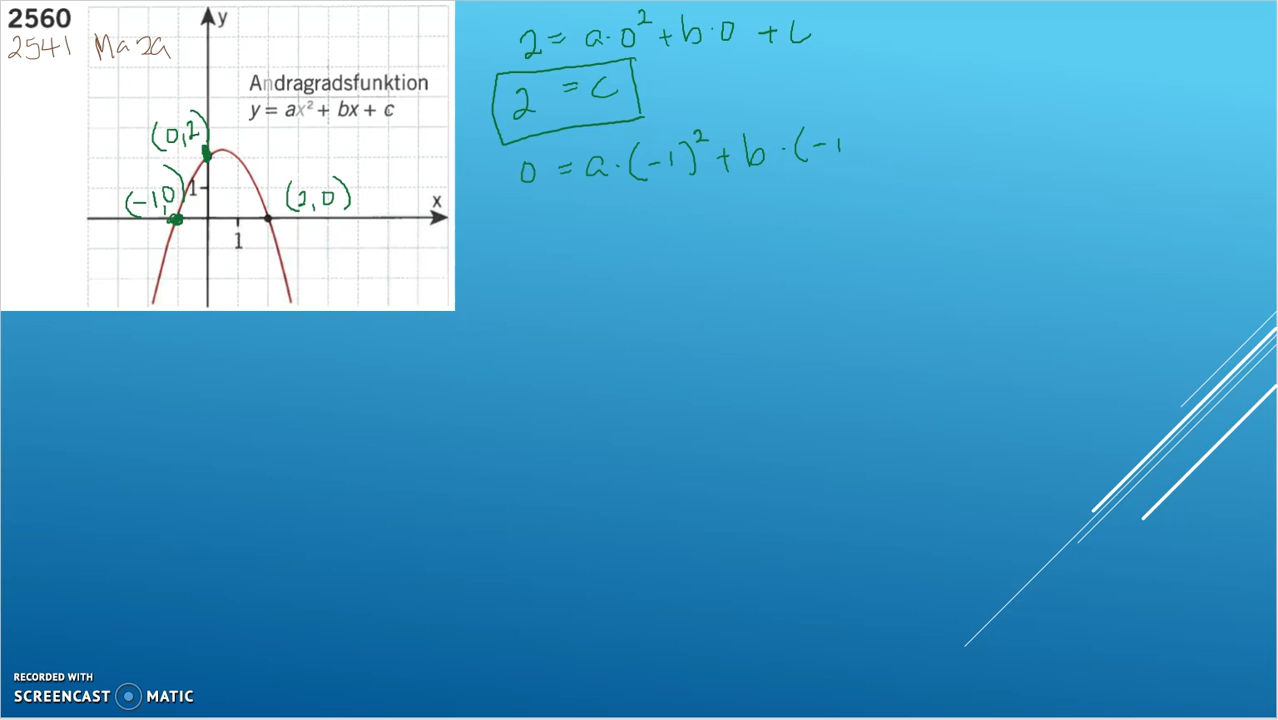 2560
2541 Ma2a
y
Andragradsfunktion
y = ax² + bx + c
(0,2)
(-1,0)
1
(2,0)
x
1
2 = a·0² + b·0 + c
2 = c
0 = a·(-1)² + b·(-1
RECORDED WITH
SCREENCAST MATIC